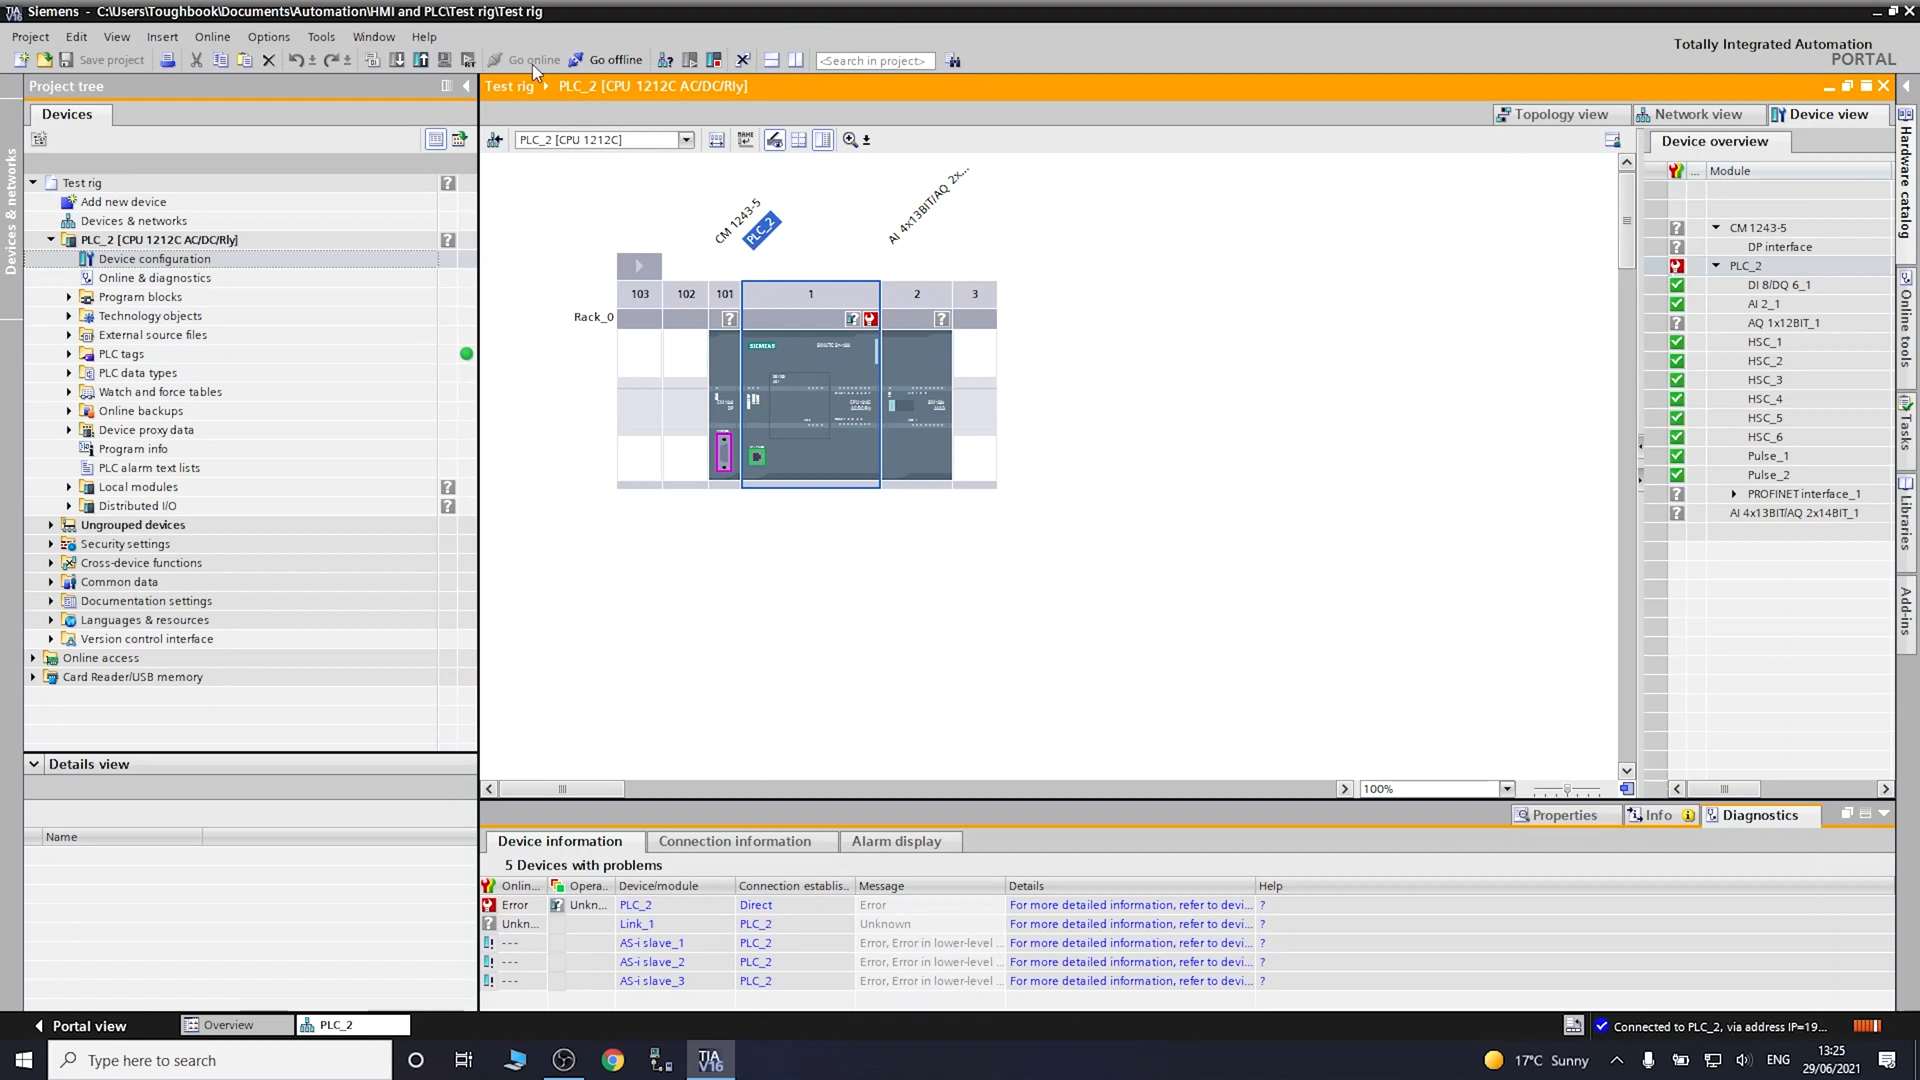 Siemens - C:\Users\Toughbook\Documents\Automation\HMI and PLC\Test rig\Test rig
Project Edit View Insert Online Options Tools Window Help
Totally Integrated Automation
PORTAL
Save project Go online Go offline <Search in project>
Project tree
Test rig PLC_2 [CPU 1212C AC/DC/Rly]
Devices
Topology view Network view Device view
PLC_2 [CPU 1212C]
Device overview
Module
Devices & networks
Test rig
Add new device
Devices & networks
PLC_2 [CPU 1212C AC/DC/Rly]
Device configuration
Online & diagnostics
Program blocks
Technology objects
External source files
PLC tags
PLC data types
Watch and force tables
Online backups
Device proxy data
Program info
PLC alarm text lists
Local modules
Distributed I/O
Ungrouped devices
Security settings
Cross-device functions
Common data
Documentation settings
Languages & resources
Version control interface
Online access
Card Reader/USB memory
CM 1243-5
PLC_2
AI 4x13BIT/AQ 2x...
103 102 101 1 2 3
Rack_0
SIEMENS
... Module
CM 1243-5
DP interface
PLC_2
DI 8/DQ 6_1
AI 2_1
AQ 1x12BIT_1
HSC_1
HSC_2
HSC_3
HSC_4
HSC_5
HSC_6
Pulse_1
Pulse_2
PROFINET interface_1
AI 4x13BIT/AQ 2x14BIT_1
Hardware catalog
Online tools
Tasks
Libraries
Add-ins
100%
Details view
Name
Properties Info Diagnostics
Device information Connection information Alarm display
5 Devices with problems
Onlin... Opera... Device/module Connection establis... Message Details Help
Error Unkn... PLC_2 Direct Error For more detailed information, refer to devi... ?
Unkn... Link_1 PLC_2 Unknown For more detailed information, refer to devi... ?
--- AS-i slave_1 PLC_2 Error, Error in lower-level ... For more detailed information, refer to devi... ?
--- AS-i slave_2 PLC_2 Error, Error in lower-level ... For more detailed information, refer to devi... ?
--- AS-i slave_3 PLC_2 Error, Error in lower-level ... For more detailed information, refer to devi... ?
Portal view Overview PLC_2 Connected to PLC_2, via address IP=19...
Type here to search TIA V16 17°C Sunny ENG 13:25
29/06/2021